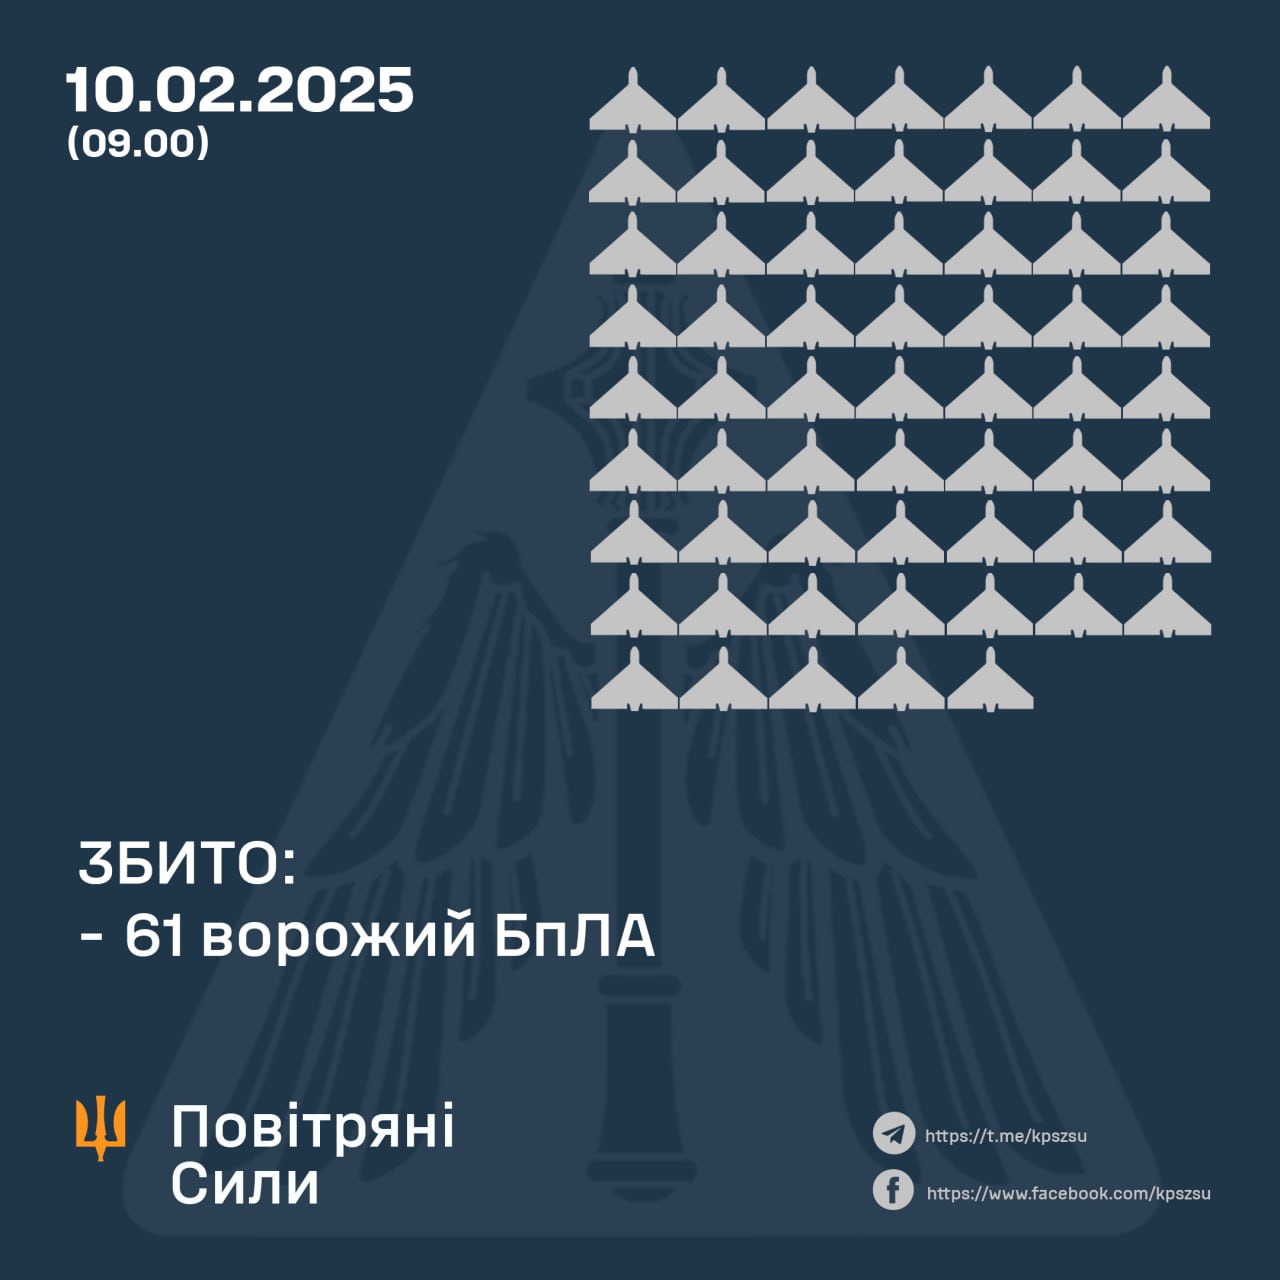 10.02.2025
(09.00)
ЗБИТО:
- 61 ворожий БпЛА
Повітряні
Сили
https://t.me/kpszsu
https://www.facebook.com/kpszsu